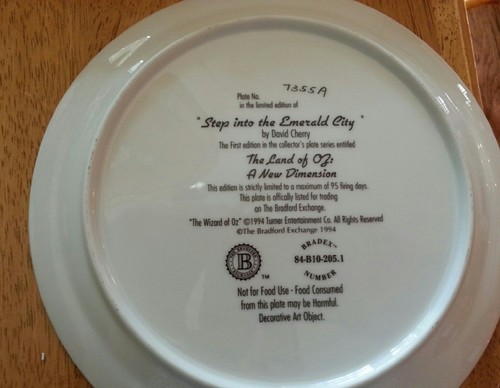 Plate No. 7355A
in the limited edition of
"Step into the Emerald City"
by David Cherry
The First edition in the collector's plate series entitled
The Land of OZ:
A New Dimension
This edition is strictly limited to a maximum of 95 firing days.
This plate is offically listed for trading
on The Bradford Exchange.
"The Wizard of Oz" ©1994 Turner Entertainment Co. All Rights Reserved
©The Bradford Exchange 1994
B
TM
BRADEX™
84-B10-205.1
NUMBER
Not for Food Use - Food Consumed
from this plate may be Harmful.
Decorative Art Object.